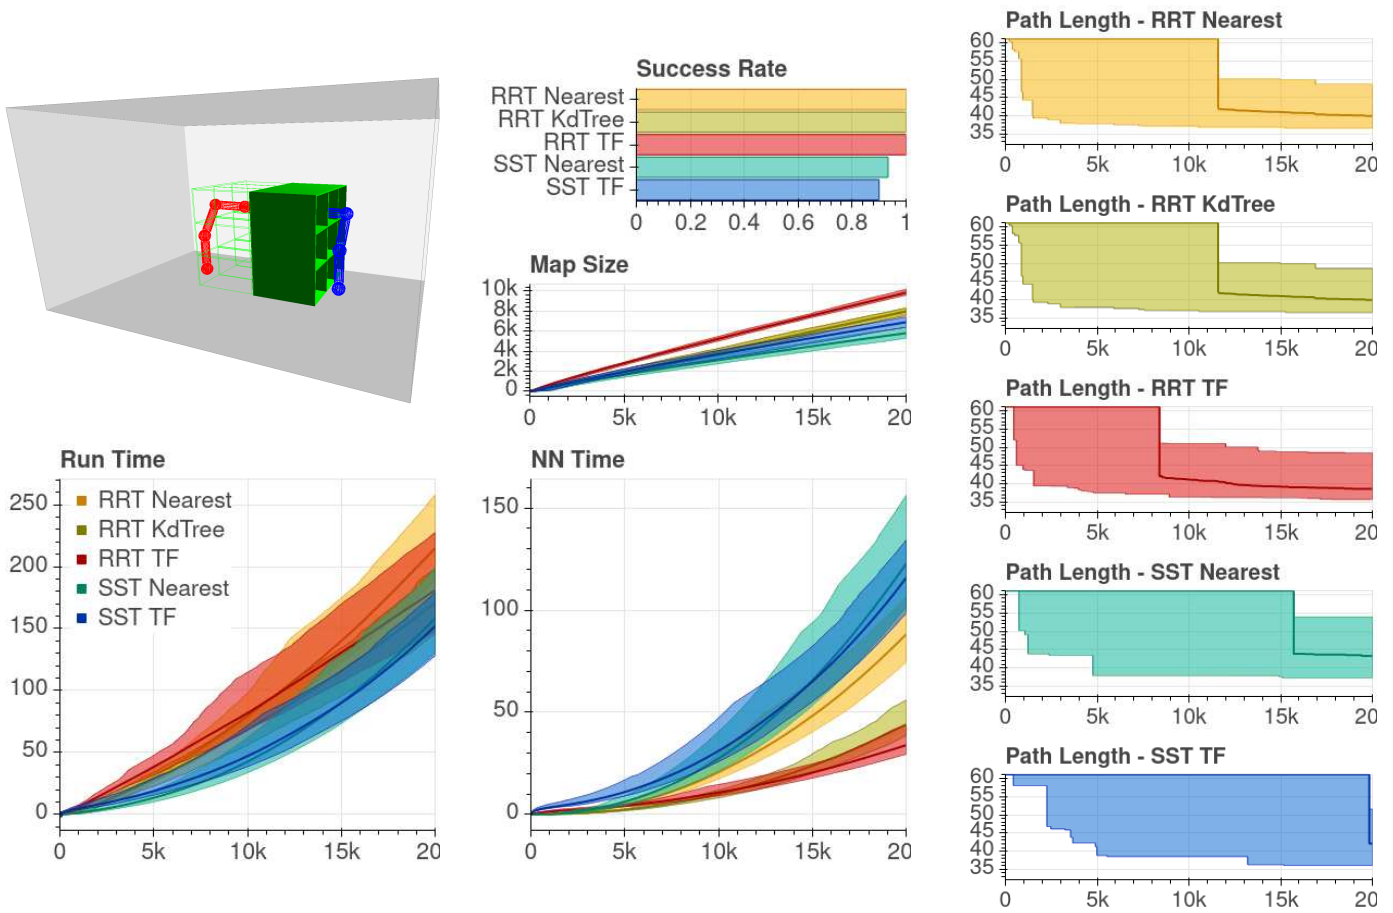 Success Rate
RRT Nearest
RRT KdTree
RRT TF
SST Nearest
SST TF
0 0.2 0.4 0.6 0.8 1
Map Size
10k
8k
6k
4k
2k
0
0 5k 10k 15k 20
Run Time
250
200
150
100
50
0
RRT Nearest
RRT KdTree
RRT TF
SST Nearest
SST TF
0 5k 10k 15k 20
NN Time
150
100
50
0
0 5k 10k 15k 20
Path Length - RRT Nearest
60
55
50
45
40
35
0 5k 10k 15k 20
Path Length - RRT KdTree
60
55
50
45
40
35
0 5k 10k 15k 20
Path Length - RRT TF
60
55
50
45
40
35
0 5k 10k 15k 20
Path Length - SST Nearest
60
55
50
45
40
35
0 5k 10k 15k 20
Path Length - SST TF
60
55
50
45
40
35
0 5k 10k 15k 20